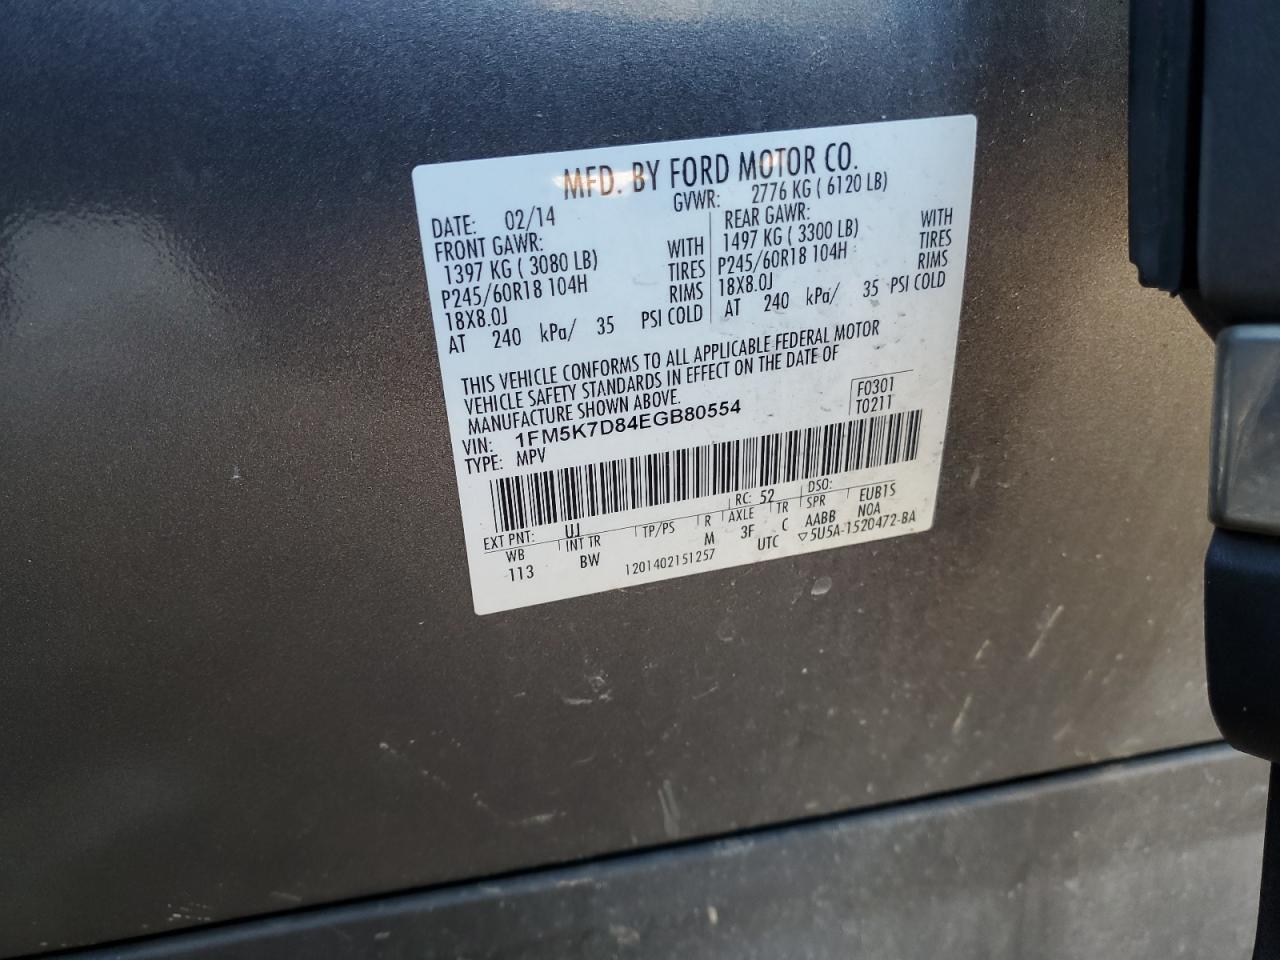 MFD. BY FORD MOTOR CO.
DATE: 02/14 GVWR: 2776 KG ( 6120 LB)
FRONT GAWR:
1397 KG ( 3080 LB) WITH
P245/60R18 104H TIRES
18X8.0J RIMS
AT 240 kPa/ 35 PSI COLD
REAR GAWR:
1497 KG ( 3300 LB) WITH
P245/60R18 104H TIRES
18X8.0J RIMS
AT 240 kPa/ 35 PSI COLD
THIS VEHICLE CONFORMS TO ALL APPLICABLE FEDERAL MOTOR
VEHICLE SAFETY STANDARDS IN EFFECT ON THE DATE OF
MANUFACTURE SHOWN ABOVE.
F0301
T0211
VIN: 1FM5K7D84EGB80554
TYPE: MPV
EXT PNT: UJ RC: 52 DSO:
WB INT TR TP/PS R AXLE TR SPR EUB1S
113 BW M 3F C AABB N0A
1201402151257 UTC ▽5U5A-1520472-BA